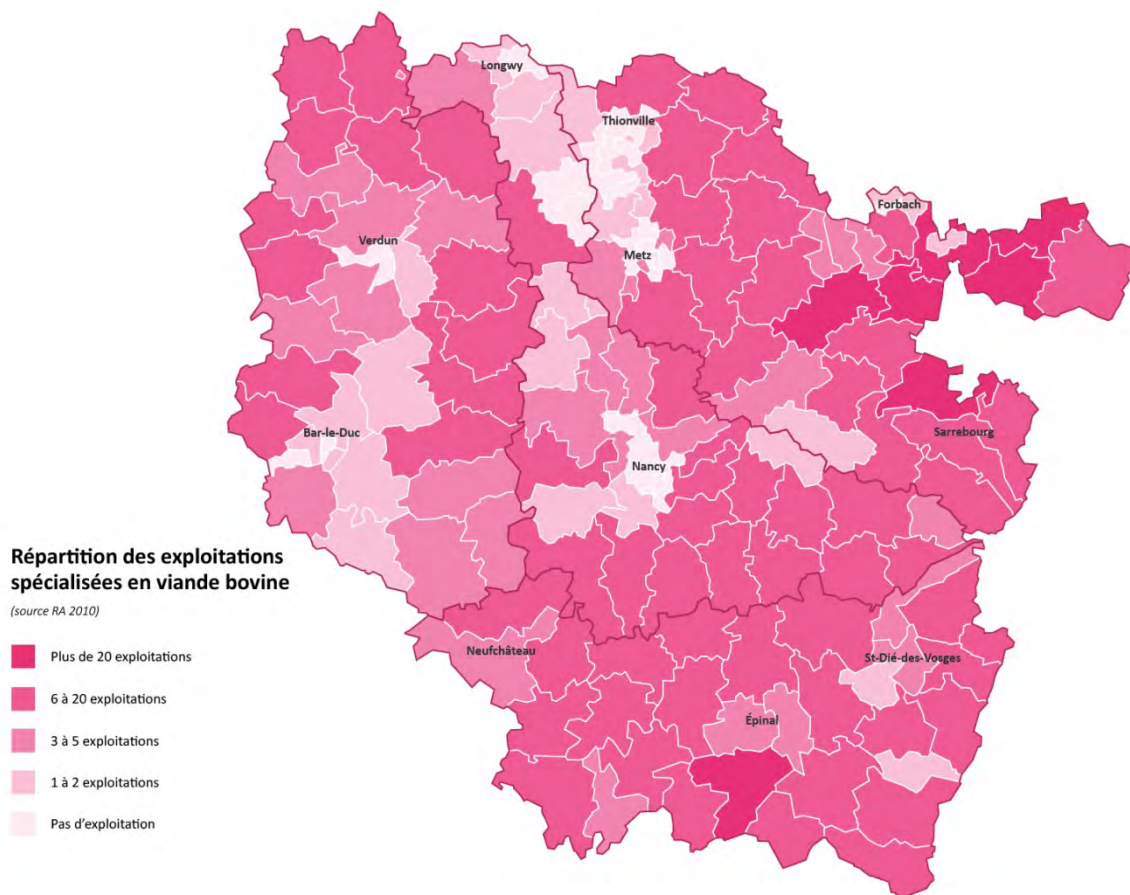 Longwy
Thionville
Forbach
Verdun
Metz
Bar-le-Duc
Sarrebourg
Nancy
Répartition des exploitations
spécialisées en viande bovine
(source RA 2010)
Plus de 20 exploitations
6 à 20 exploitations
3 à 5 exploitations
1 à 2 exploitations
Pas d'exploitation
Neufchâteau
St-Dié-des-Vosges
Épinal